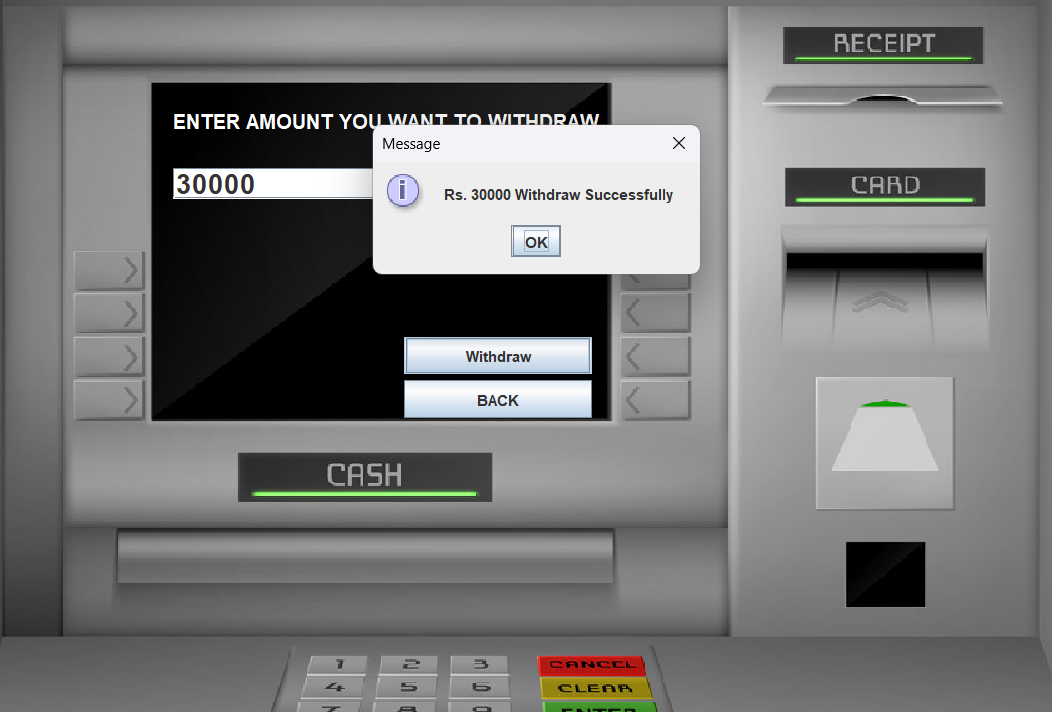 RECEIPT
ENTER AMOUNT YOU WANT TO WITHDRAW
Message
30000
Rs. 30000 Withdraw Successfully
OK
CARD
Withdraw
BACK
CASH
1 2 3 CANCEL
4 5 6 CLEAR
7 8 9 ENTER